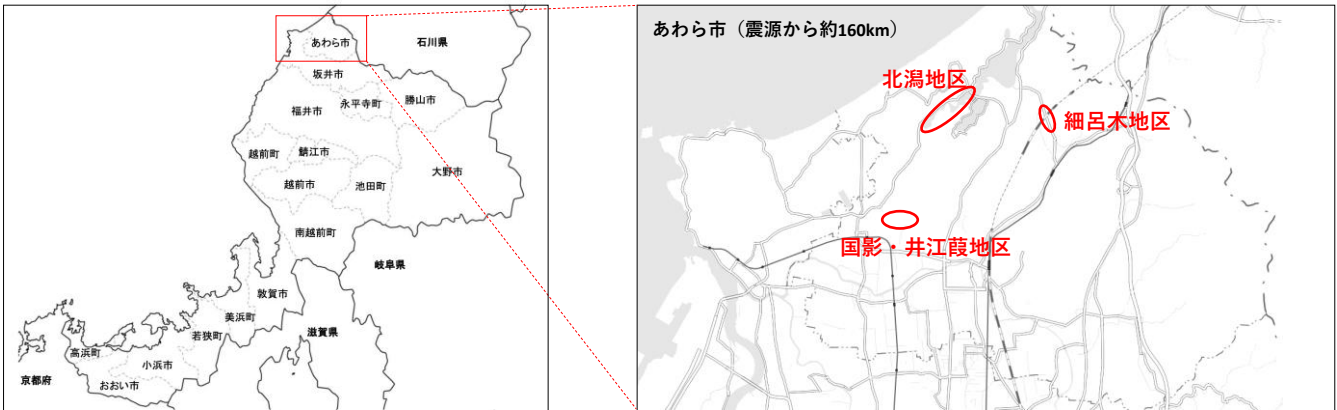 あわら市
石川県
坂井市
永平寺町
勝山市
福井市
越前町
鯖江市
大野市
越前市
池田町
南越前町
岐阜県
敦賀市
美浜町
滋賀県
若狭町
高浜町
小浜市
京都府
おおい市
あわら市（震源から約160km）
北潟地区
細呂木地区
国影・井江葭地区